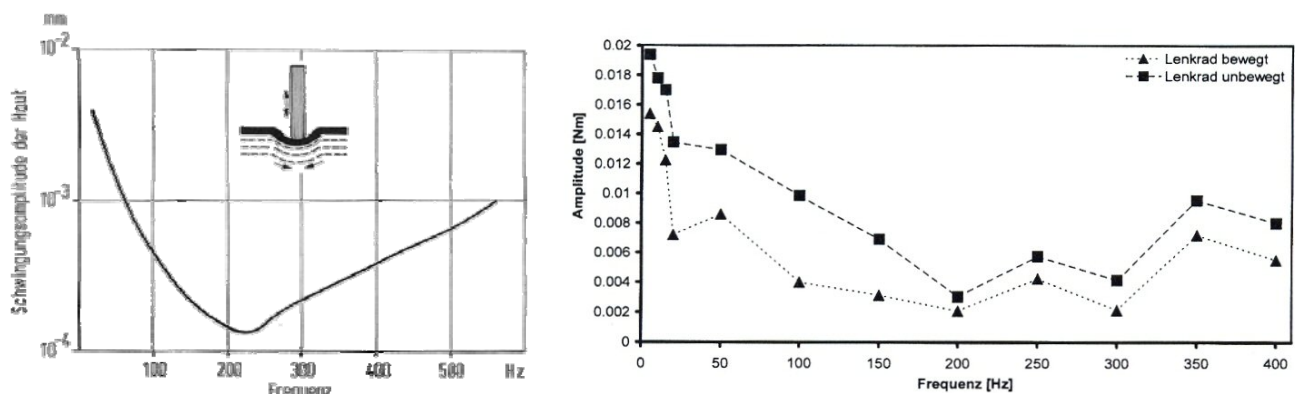 mm
10⁻²
10⁻³
10⁻⁴
Schwingungsamplitude der Haut
100 200 300 400 500 Hz
Frequenz
0.02
0.018
0.016
0.014
0.012
0.01
0.008
0.006
0.004
0.002
0
Amplitude [Nm]
Lenkrad bewegt
Lenkrad unbewegt
0 50 100 150 200 250 300 350 400
Frequenz [Hz]